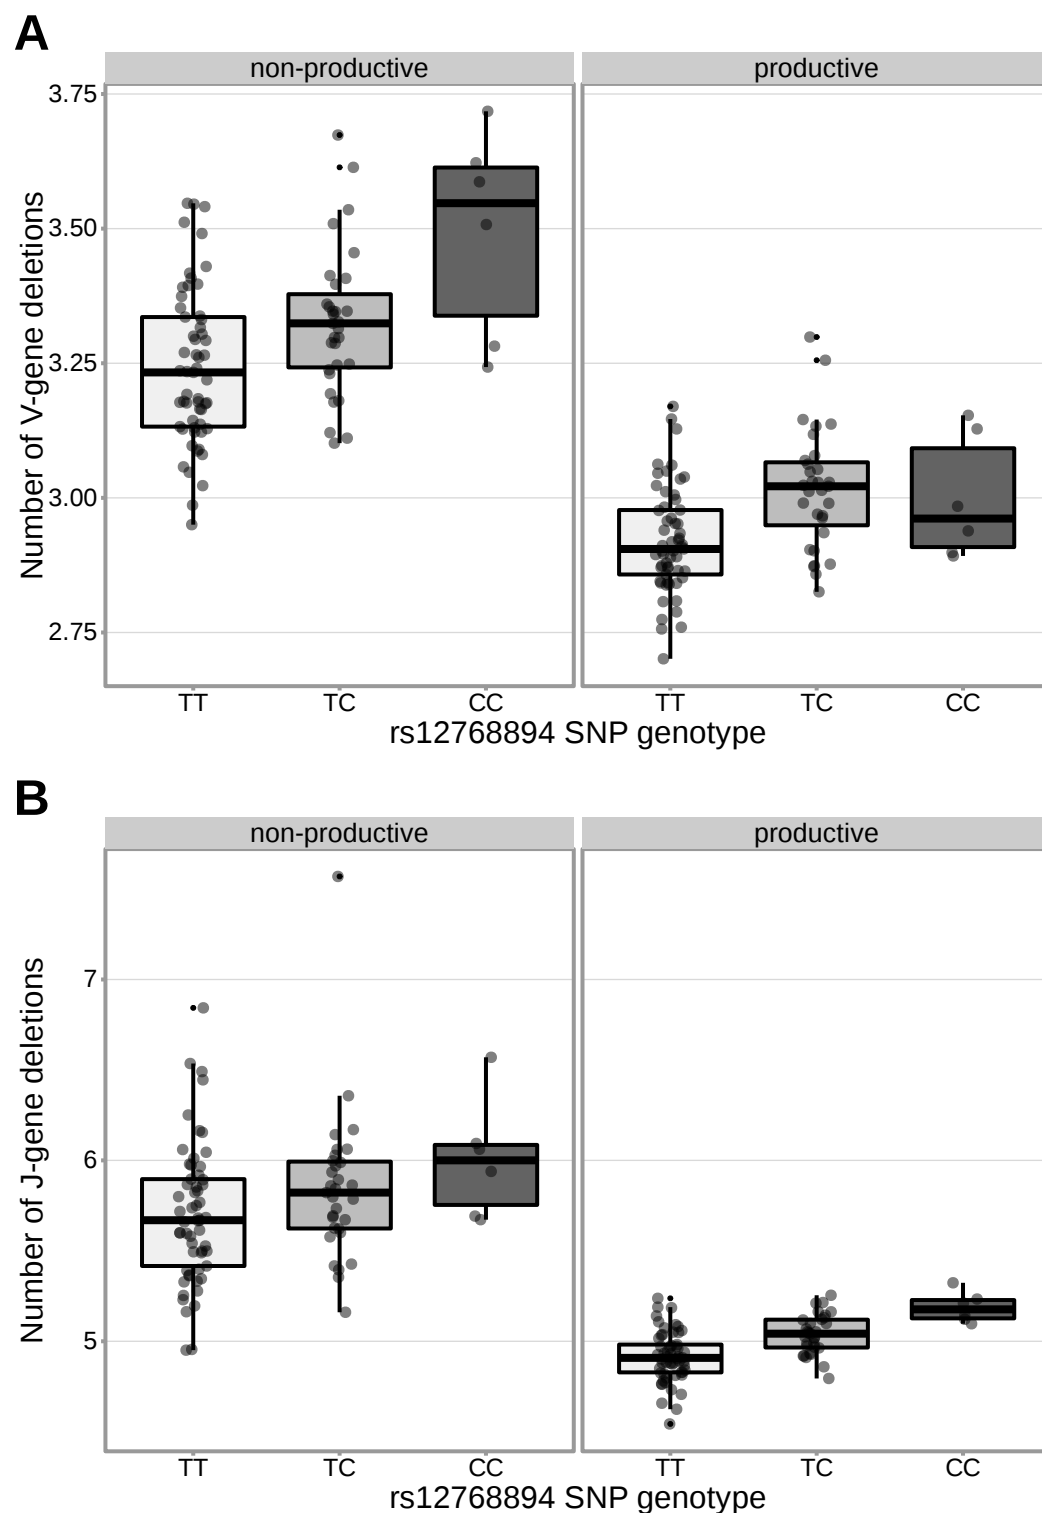 A
non-productive productive
Number of V-gene deletions
3.75
3.50
3.25
3.00
2.75
TT TC CC TT TC CC
rs12768894 SNP genotype
B
non-productive productive
Number of J-gene deletions
7
6
5
TT TC CC TT TC CC
rs12768894 SNP genotype